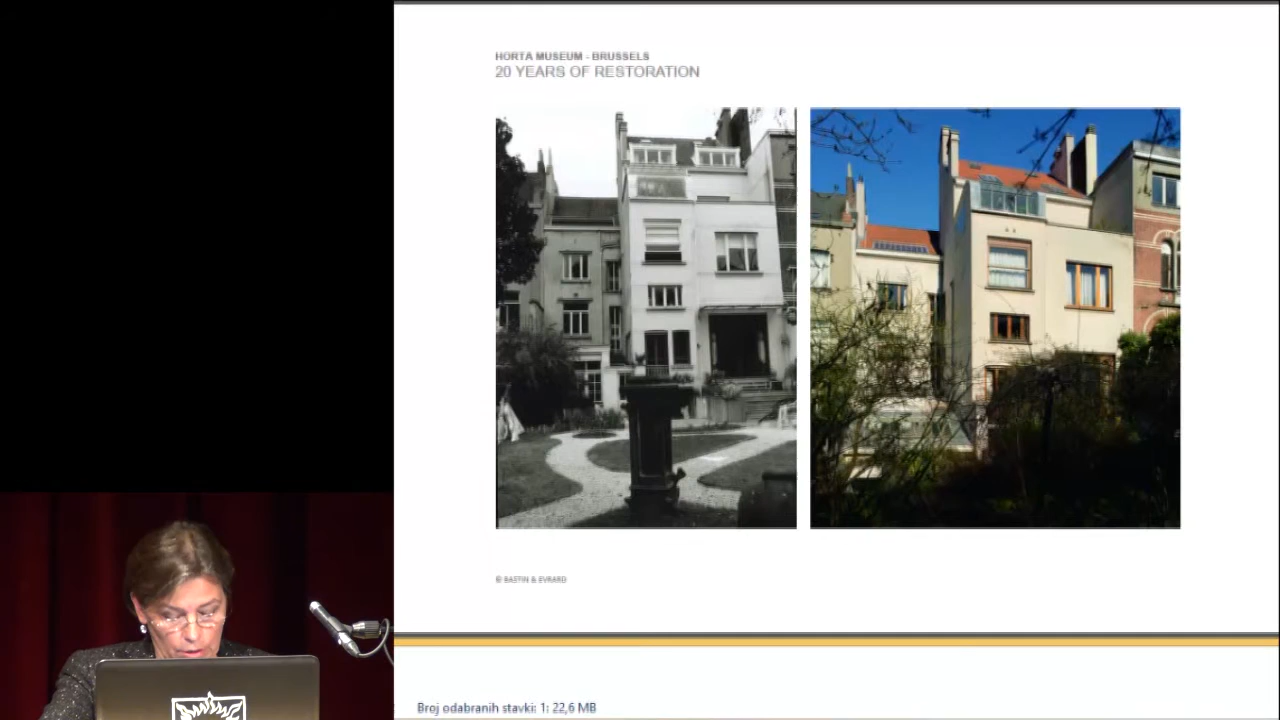 HORTA MUSEUM - BRUSSELS
20 YEARS OF RESTORATION
© BASTIN & EVRARD
Broj odabranih stavki: 1: 22,6 MB